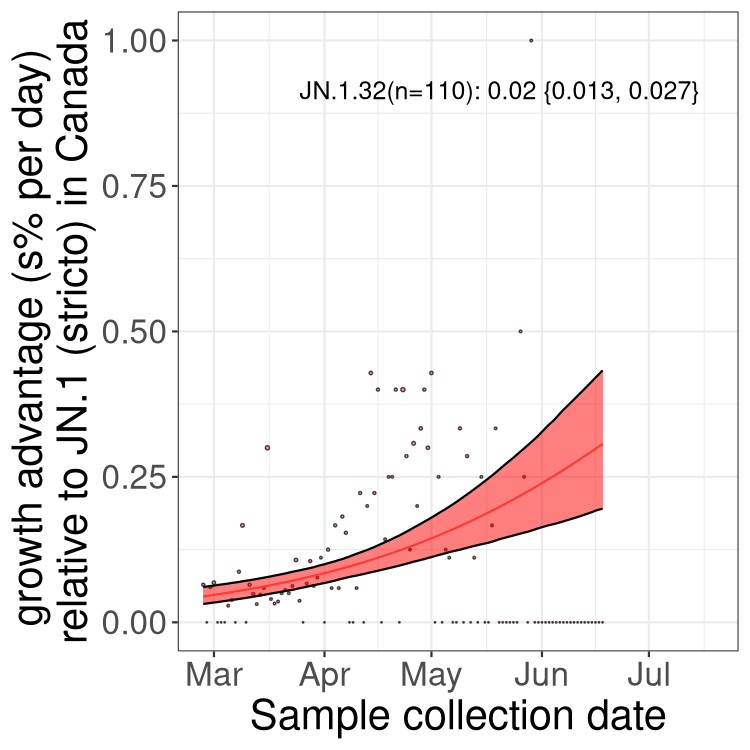 growth advantage (s% per day)
relative to JN.1 (stricto) in Canada
1.00
JN.1.32(n=110): 0.02 {0.013, 0.027}
0.75
0.50
0.25
0.00
Mar Apr May Jun Jul
Sample collection date